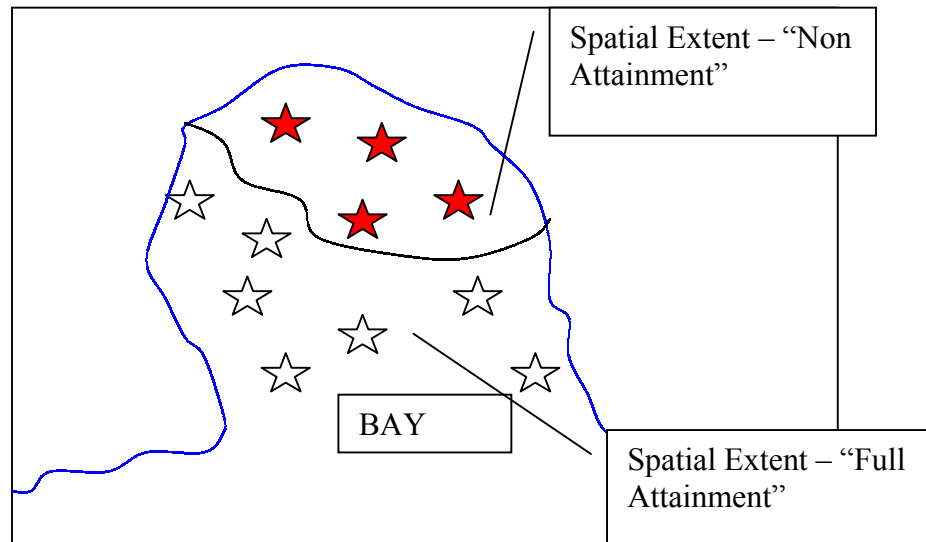 Spatial Extent – “Non
Attainment”
BAY
Spatial Extent – “Full
Attainment”